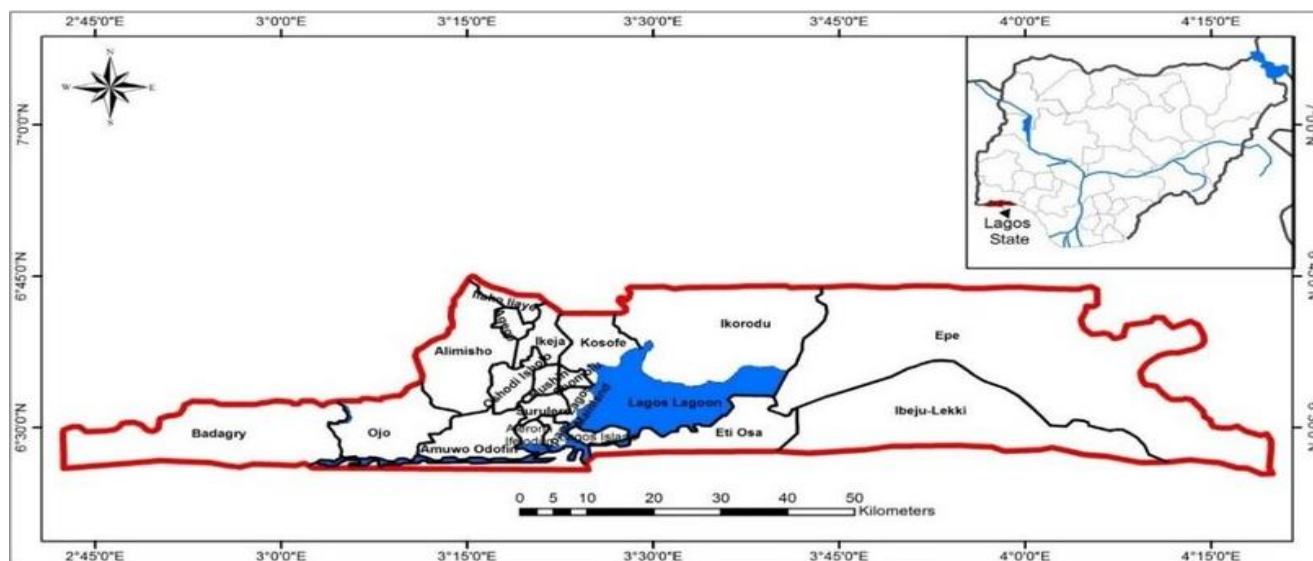 2°45'0"E 3°0'0"E 3°15'0"E 3°30'0"E 3°45'0"E 4°0'0"E 4°15'0"E
N
W E
S
7°0'0"N
Lagos
State
6°45'0"N
Ikorodu
Ikeja Kosofe
Epe
Alimisho
Lagos Lagoon
Ibeju-Lekki
Badagry
Ojo
Eti Osa
6°30'0"N
Amuwo Odofin
0 5 10 20 30 40 50
Kilometers
2°45'0"E 3°0'0"E 3°15'0"E 3°30'0"E 3°45'0"E 4°0'0"E 4°15'0"E